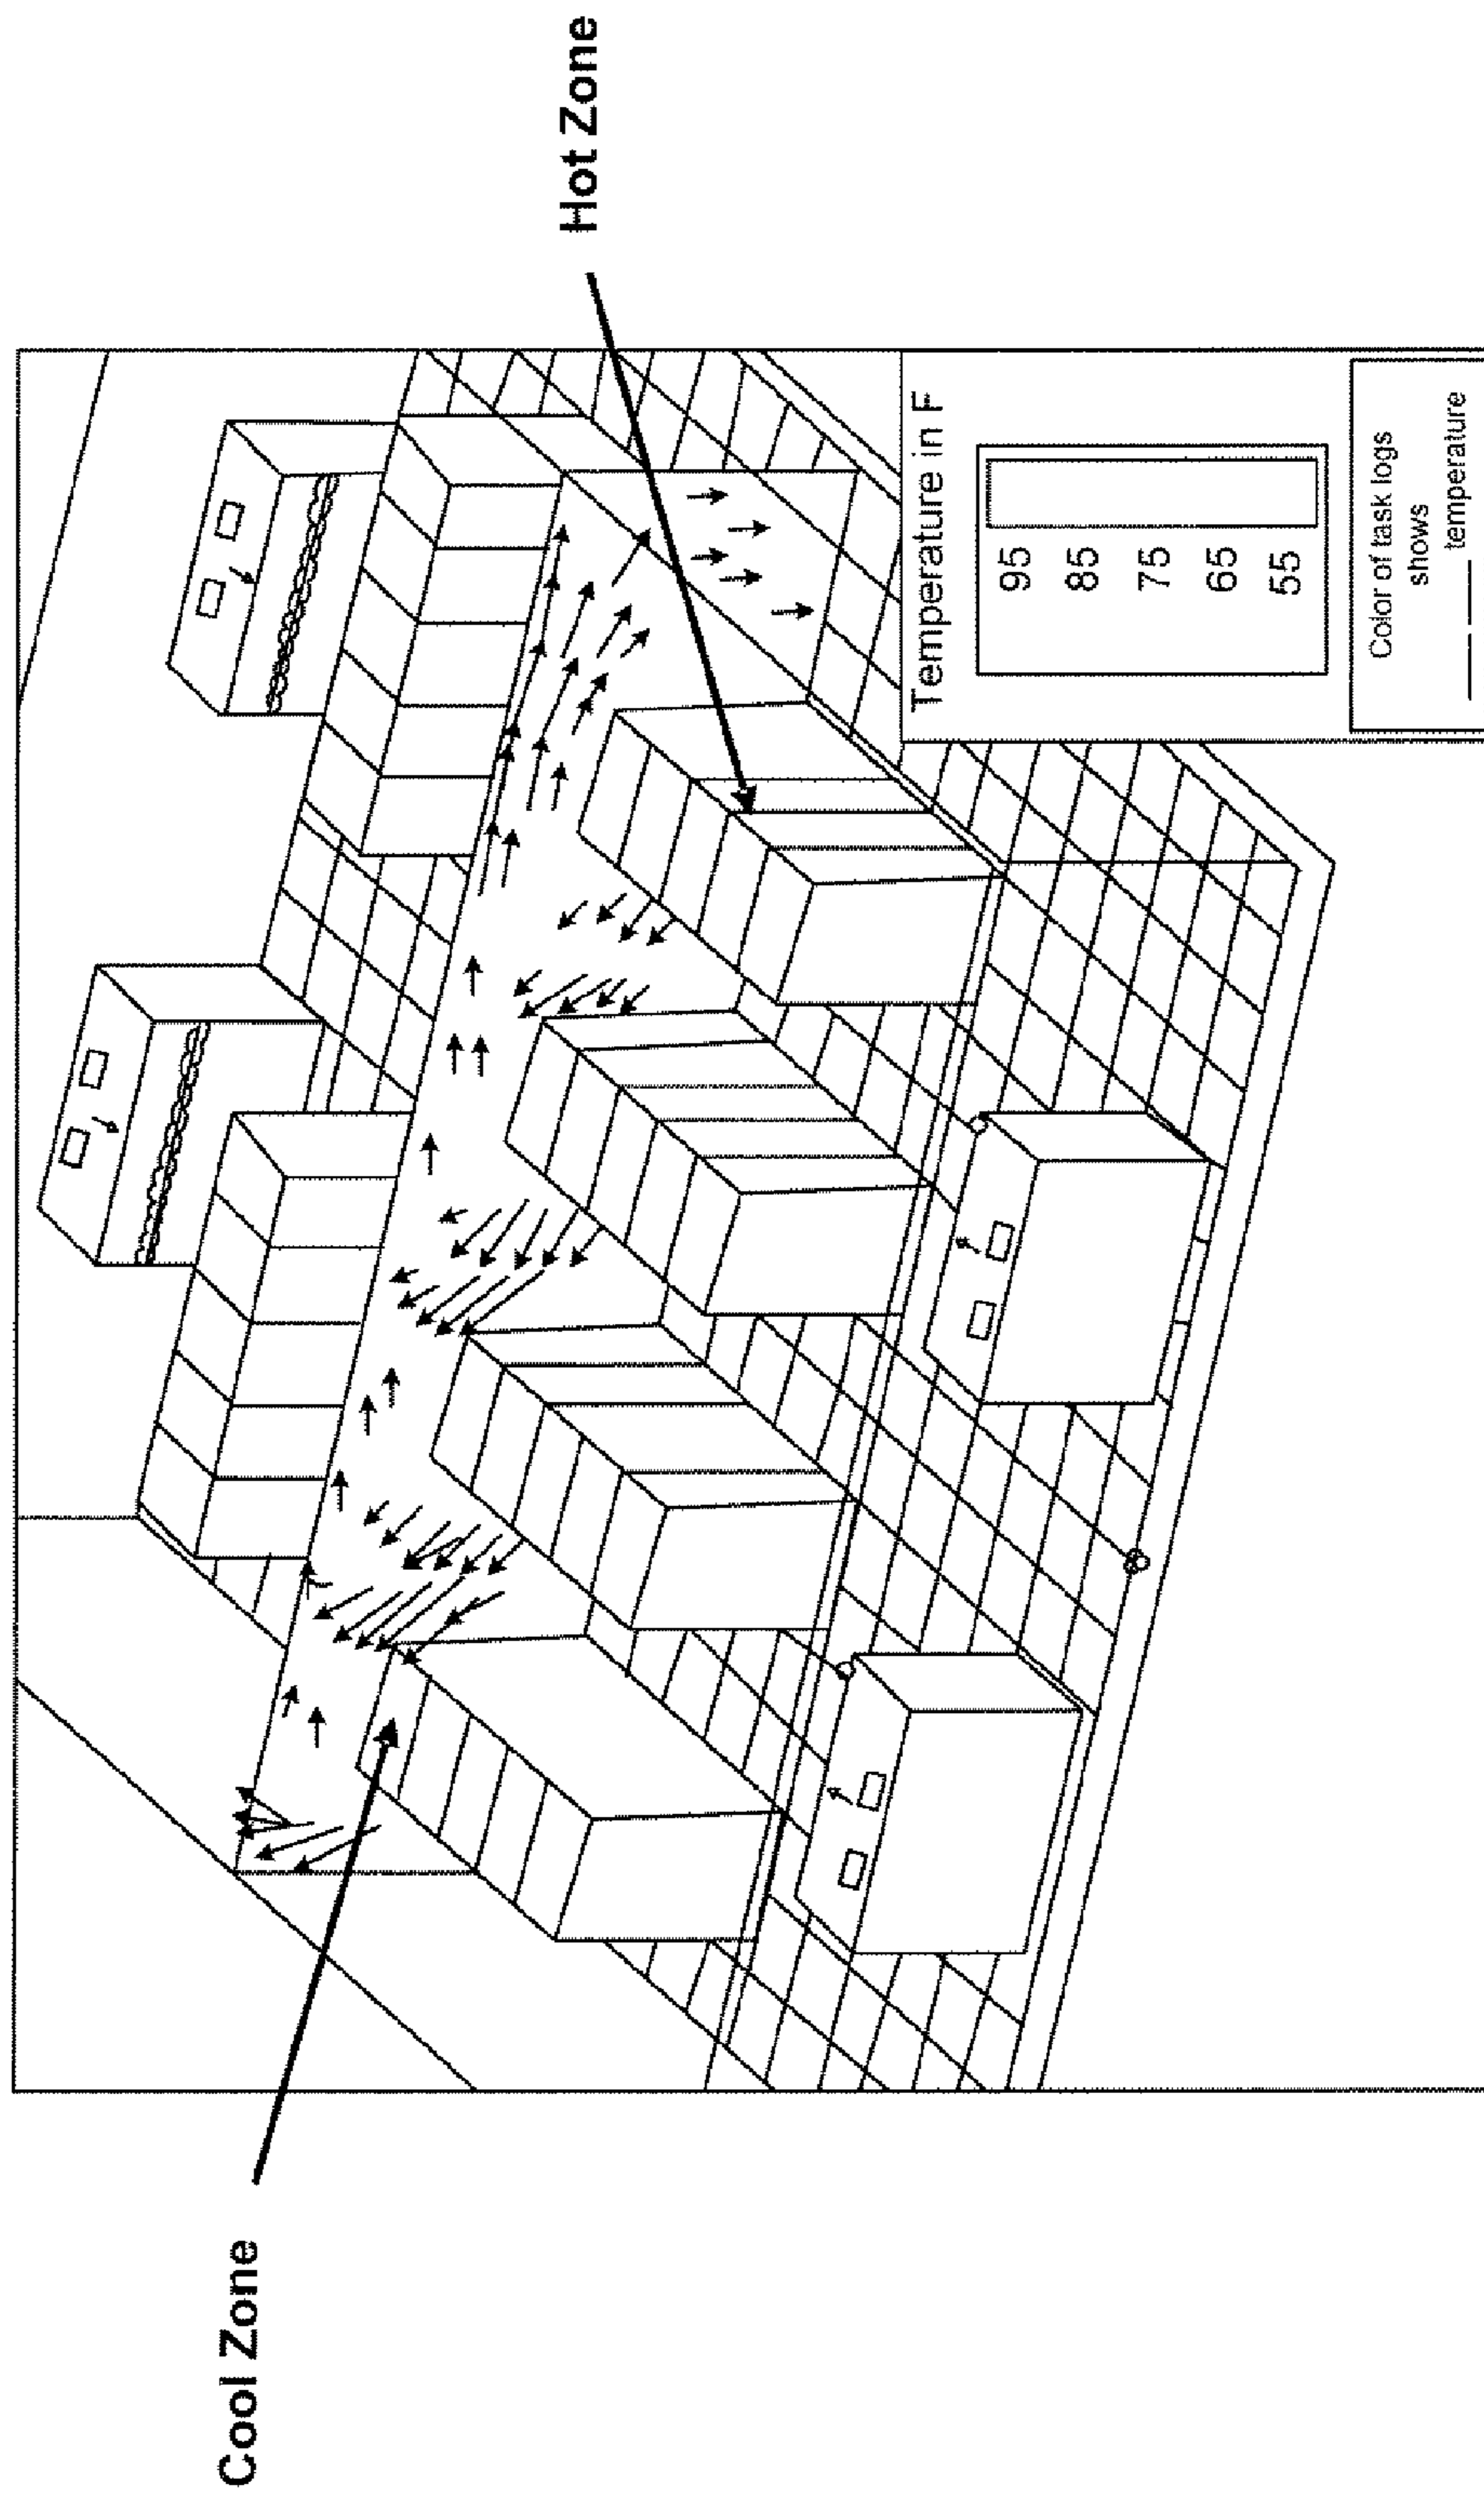 Cool Zone
Hot Zone
Temperature in F
95
85
75
65
55
Color of task logs
shows
temperature